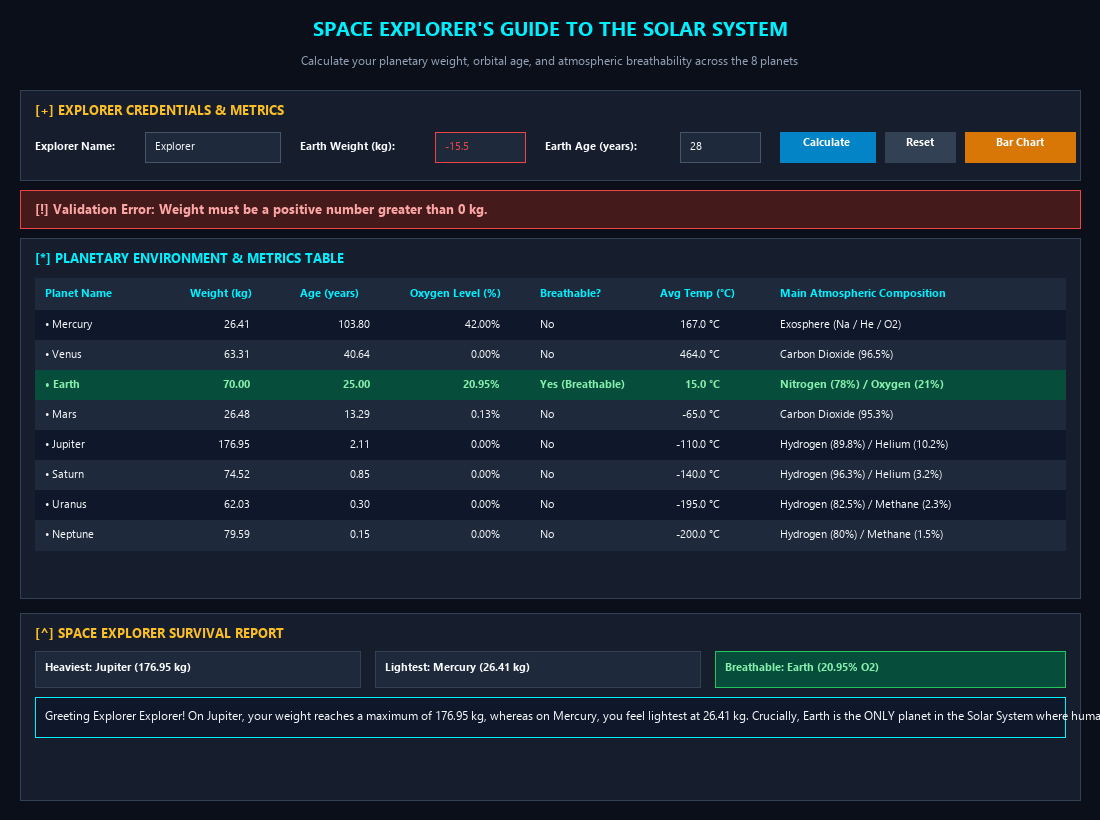 SPACE EXPLORER'S GUIDE TO THE SOLAR SYSTEM
Calculate your planetary weight, orbital age, and atmospheric breathability across the 8 planets
[+] EXPLORER CREDENTIALS & METRICS
Explorer Name: Explorer Earth Weight (kg): -15.5 Earth Age (years): 28 Calculate Reset Bar Chart
[!] Validation Error: Weight must be a positive number greater than 0 kg.
[*] PLANETARY ENVIRONMENT & METRICS TABLE
Planet Name Weight (kg) Age (years) Oxygen Level (%) Breathable? Avg Temp (°C) Main Atmospheric Composition
• Mercury 26.41 103.80 42.00% No 167.0 °C Exosphere (Na / He / O2)
• Venus 63.31 40.64 0.00% No 464.0 °C Carbon Dioxide (96.5%)
• Earth 70.00 25.00 20.95% Yes (Breathable) 15.0 °C Nitrogen (78%) / Oxygen (21%)
• Mars 26.48 13.29 0.13% No -65.0 °C Carbon Dioxide (95.3%)
• Jupiter 176.95 2.11 0.00% No -110.0 °C Hydrogen (89.8%) / Helium (10.2%)
• Saturn 74.52 0.85 0.00% No -140.0 °C Hydrogen (96.3%) / Helium (3.2%)
• Uranus 62.03 0.30 0.00% No -195.0 °C Hydrogen (82.5%) / Methane (2.3%)
• Neptune 79.59 0.15 0.00% No -200.0 °C Hydrogen (80%) / Methane (1.5%)
[^] SPACE EXPLORER SURVIVAL REPORT
Heaviest: Jupiter (176.95 kg) Lightest: Mercury (26.41 kg) Breathable: Earth (20.95% O2)
Greeting Explorer Explorer! On Jupiter, your weight reaches a maximum of 176.95 kg, whereas on Mercury, you feel lightest at 26.41 kg. Crucially, Earth is the ONLY planet in the Solar System where huma